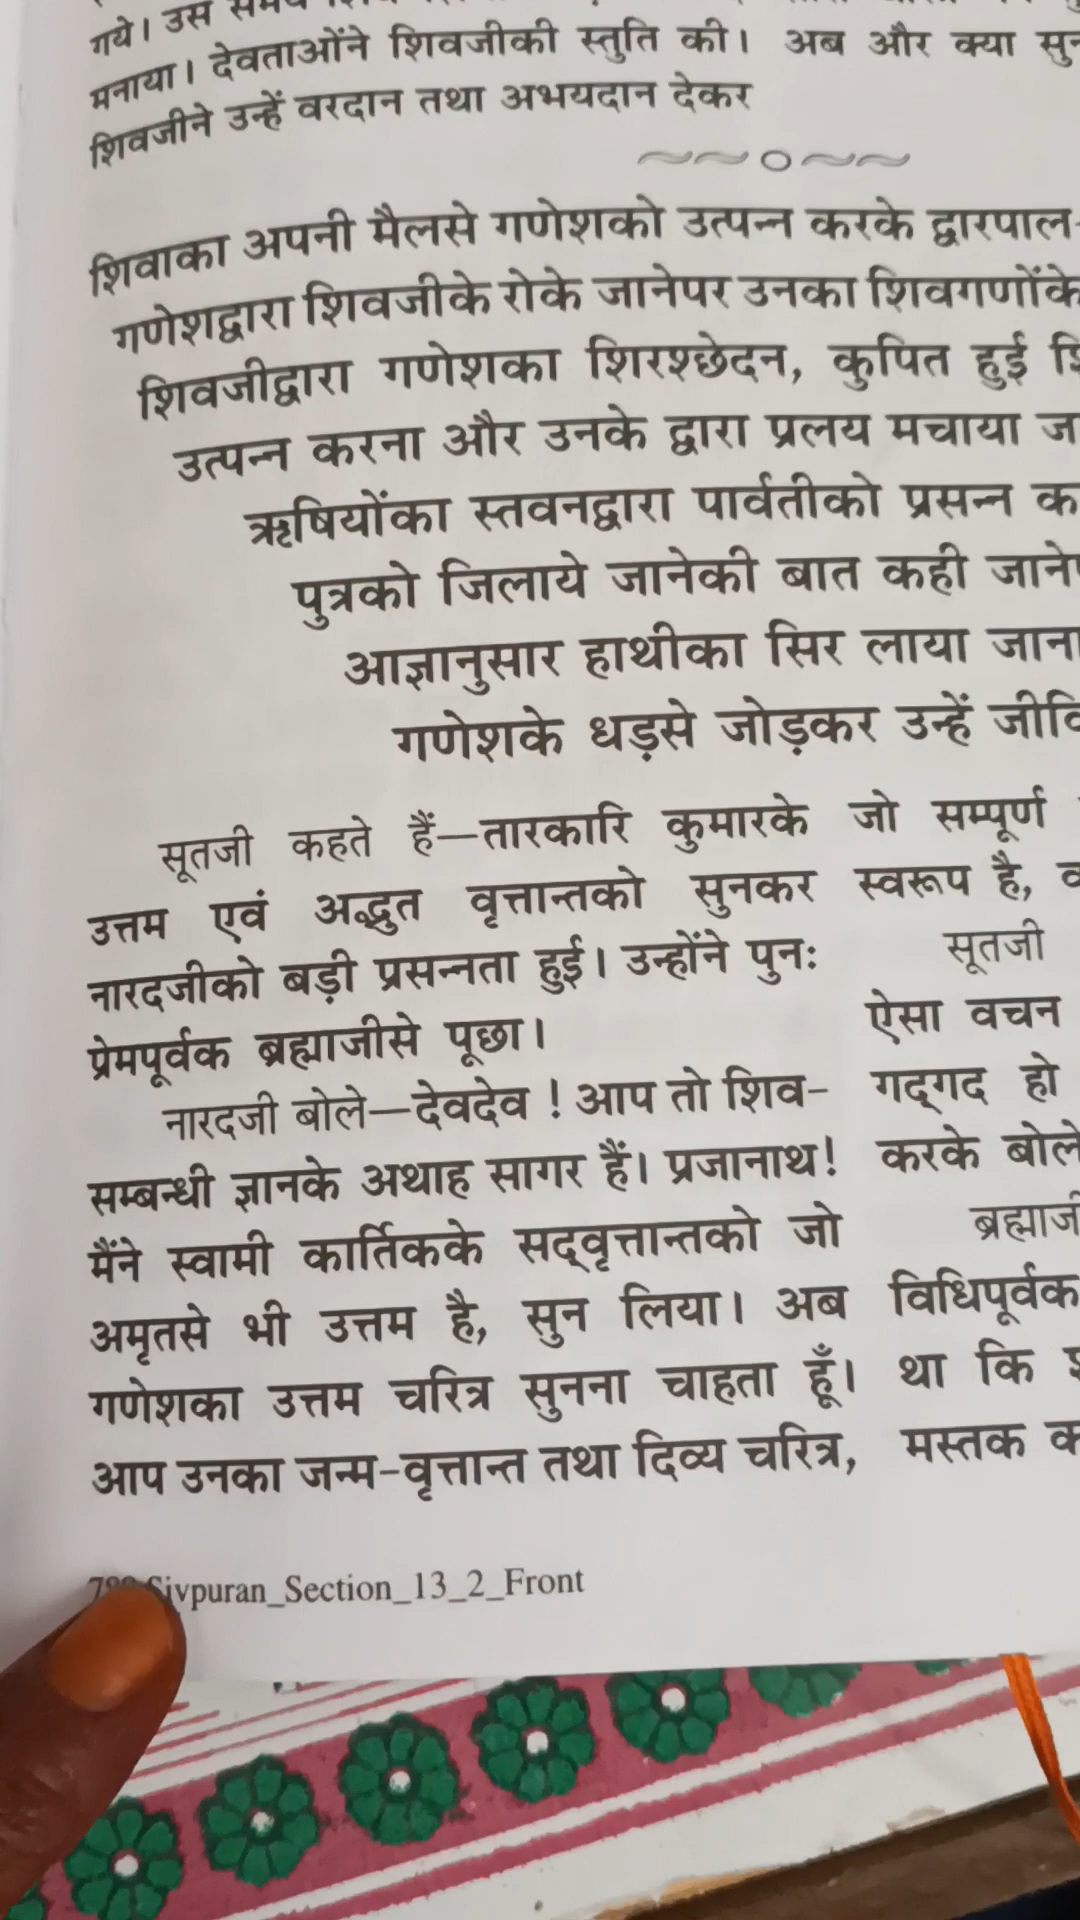 गये। उस समय
मनाया। देवताओंने शिवजीकी स्तुति की।
शिवजीने उन्हें वरदान तथा अभयदान देकर
अब और क्या
शिवाका अपनी मैलसे गणेशको उत्पन्न करके द्वारपाल-
गणेशद्वारा शिवजीके रोके जानेपर उनका शिवगणोंके
शिवजीद्वारा गणेशका शिरश्छेदन, कुपित हुई
उत्पन्न करना और उनके द्वारा प्रलय मचाया
ऋषियोंका स्तवनद्वारा पार्वतीको प्रसन्न
पुत्रको जिलाये जानेकी बात कही
आज्ञानुसार हाथीका सिर लाया जाना
गणेशके धड़से जोड़कर उन्हें
सूतजी कहते हैं—तारकारि कुमारके
उत्तम एवं अद्भुत वृत्तान्तको सुनकर
नारदजीको बड़ी प्रसन्नता हुई। उन्होंने पुनः
प्रेमपूर्वक ब्रह्माजीसे पूछा।
नारदजी बोले—देवदेव ! आप तो शिव-
सम्बन्धी ज्ञानके अथाह सागर हैं। प्रजानाथ!
मैंने स्वामी कार्तिकके सद्‌वृत्तान्तको जो
अमृतसे भी उत्तम है, सुन लिया। अब
गणेशका उत्तम चरित्र सुनना चाहता हूँ।
आप उनका जन्म-वृत्तान्त तथा दिव्य चरित्र,
जो सम्पूर्ण
स्वरूप है,
सूतजी
ऐसा वचन
गद्‌गद हो
करके बोले
विधिपूर्वक
था कि
मस्तक
Sivpuran_Section_13_2_Front